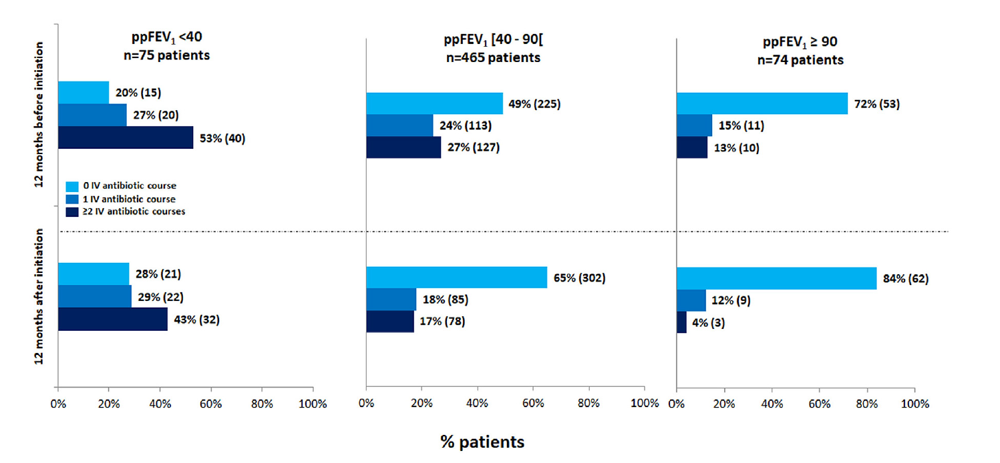 ppFEV₁ <40
n=75 patients
ppFEV₁ [40 - 90[
n=465 patients
ppFEV₁ ≥ 90
n=74 patients
12 months before initiation
20% (15)
27% (20)
53% (40)
49% (225)
24% (113)
27% (127)
72% (53)
15% (11)
13% (10)
0 IV antibiotic course
1 IV antibiotic course
≥2 IV antibiotic courses
12 months after initiation
28% (21)
29% (22)
43% (32)
65% (302)
18% (85)
17% (78)
84% (62)
12% (9)
4% (3)
0% 20% 40% 60% 80% 100%
0% 20% 40% 60% 80% 100%
0% 20% 40% 60% 80% 100%
% patients